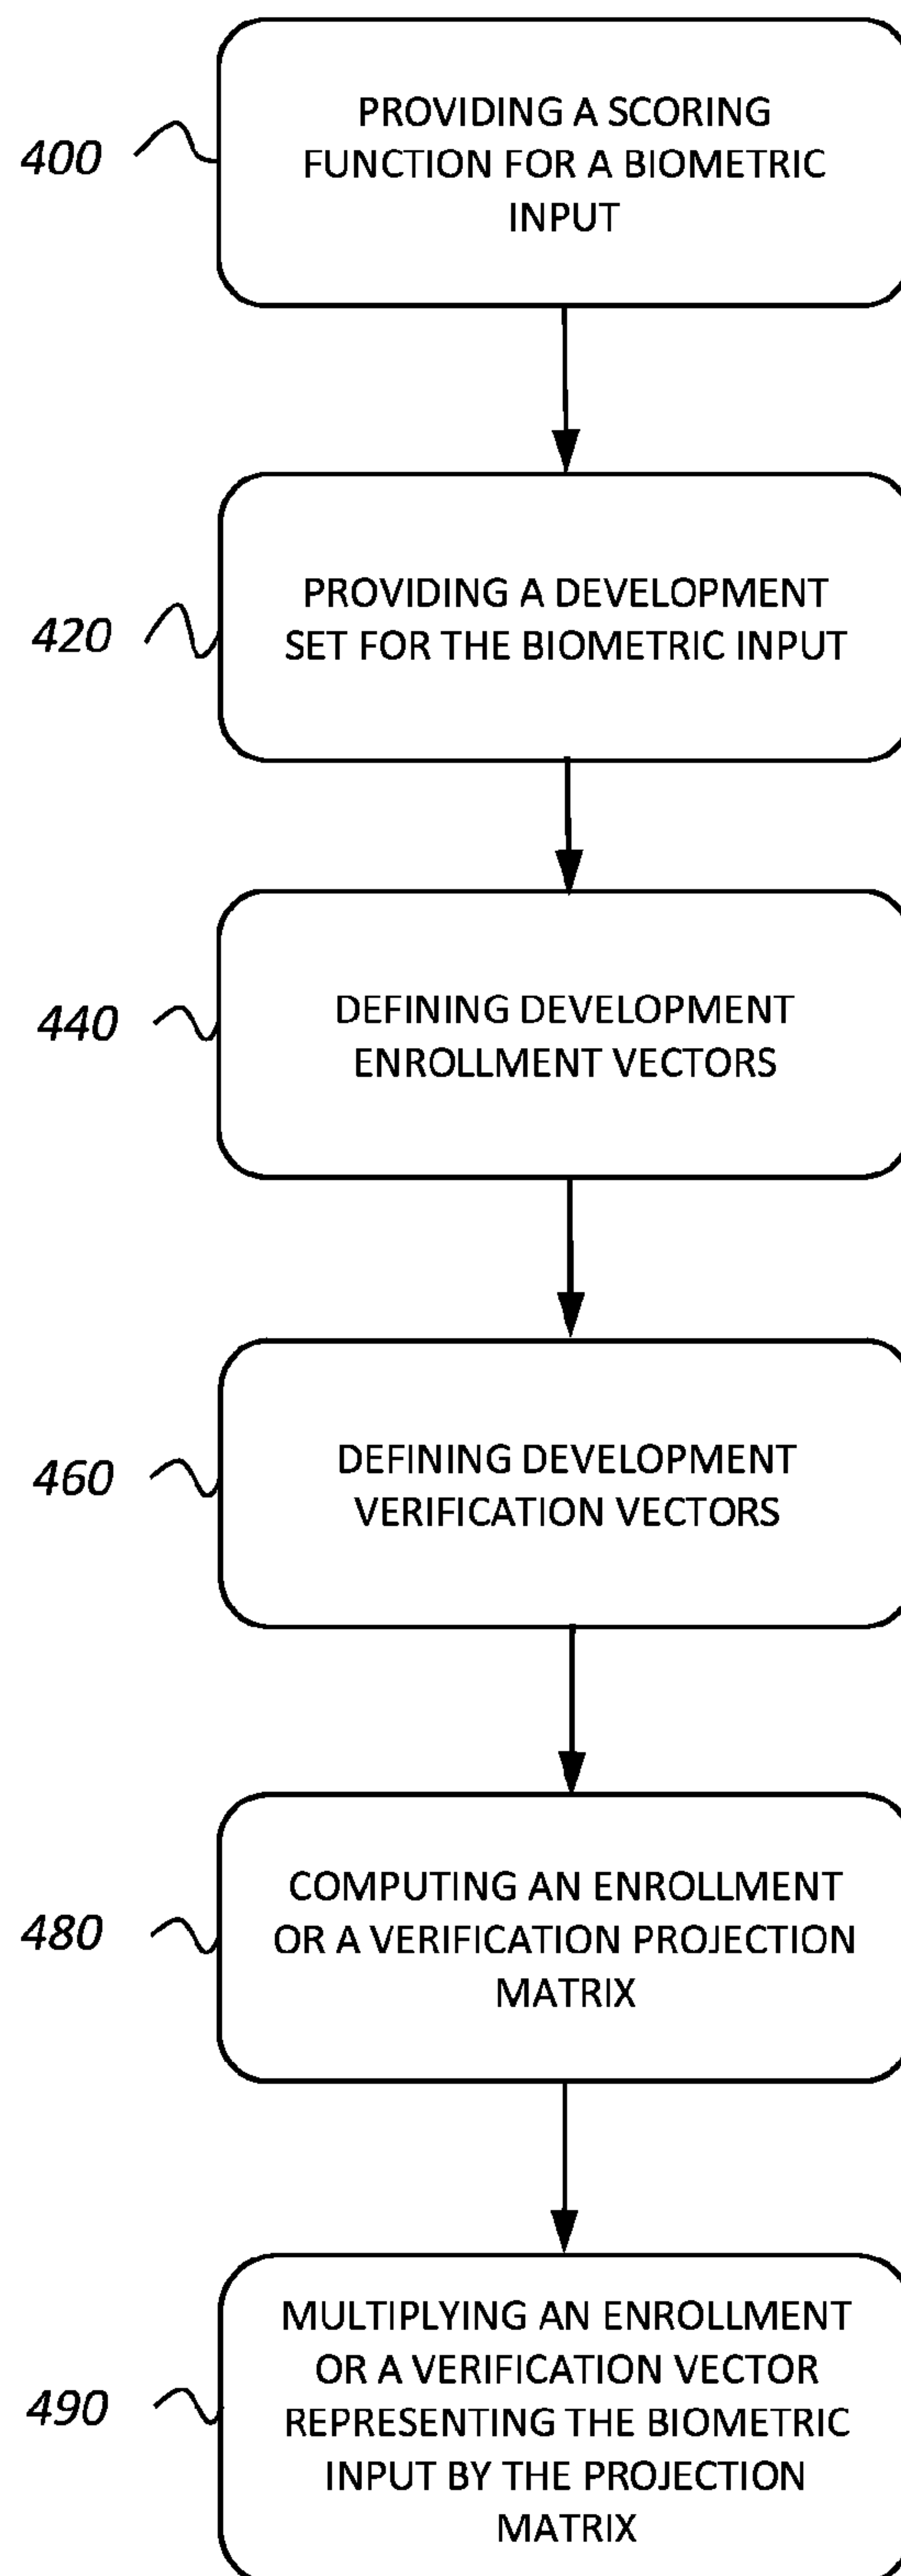 400
PROVIDING A SCORING
FUNCTION FOR A BIOMETRIC
INPUT
420
PROVIDING A DEVELOPMENT
SET FOR THE BIOMETRIC INPUT
440
DEFINING DEVELOPMENT
ENROLLMENT VECTORS
460
DEFINING DEVELOPMENT
VERIFICATION VECTORS
480
COMPUTING AN ENROLLMENT
OR A VERIFICATION PROJECTION
MATRIX
490
MULTIPLYING AN ENROLLMENT
OR A VERIFICATION VECTOR
REPRESENTING THE BIOMETRIC
INPUT BY THE PROJECTION
MATRIX